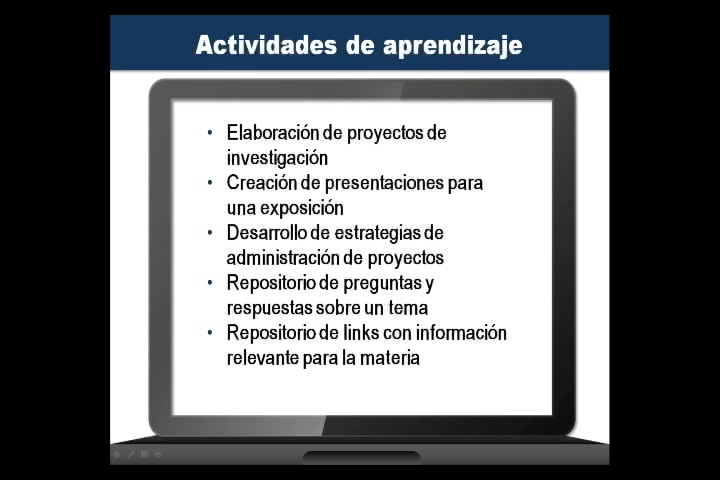 Actividades de aprendizaje
• Elaboración de proyectos de
investigación
• Creación de presentaciones para
una exposición
• Desarrollo de estrategias de
administración de proyectos
• Repositorio de preguntas y
respuestas sobre un tema
• Repositorio de links con información
relevante para la materia